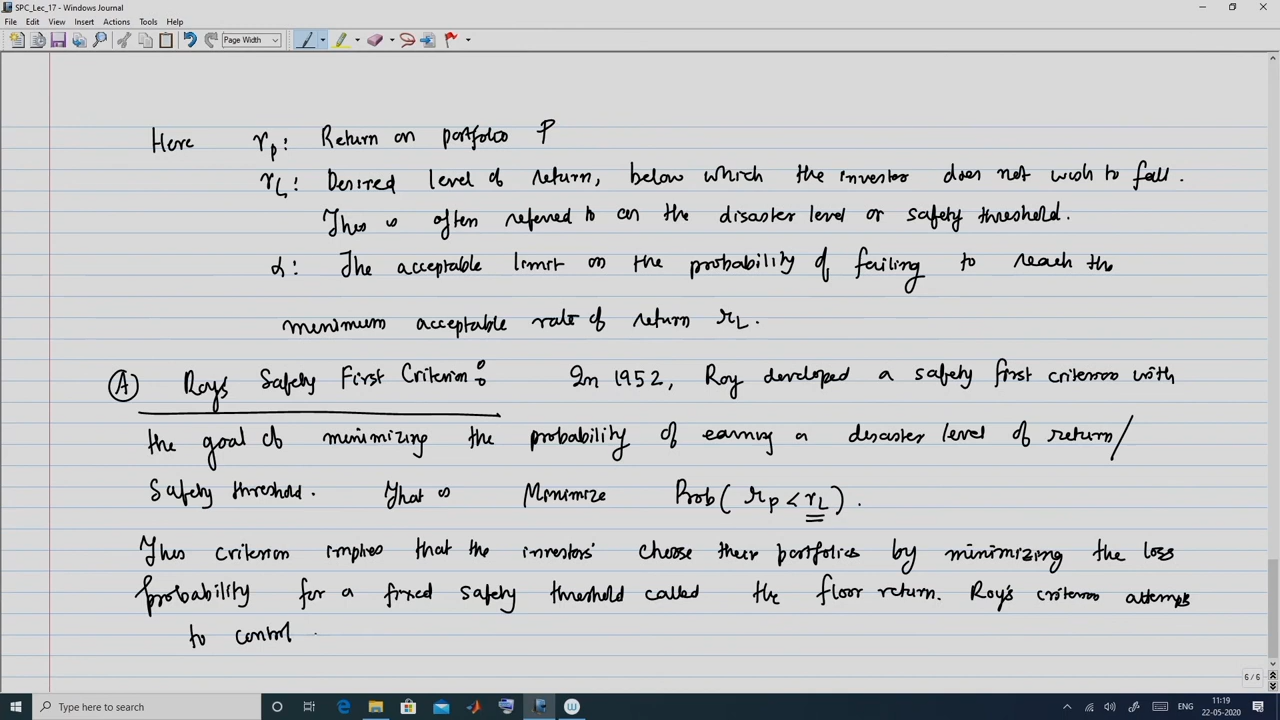 SPC_Lec_17 - Windows Journal
File Edit View Insert Actions Tools Help
Page Width
Here r_p: Return on portfolio P
r_L: Desired level of return, below which the investor does not wish to fall.
This is often referred to as the disaster level or safety threshold.
α: The acceptable limit on the probability of failing to reach the
minimum acceptable rate of return r_L.
(A) Roy's Safety First Criterion: In 1952, Roy developed a safety first criterion with
the goal of minimizing the probability of earning a disaster level of return/
Safety threshold. That is Minimize Prob(r_p < r_L).
This criterion implies that the investors' choose their portfolios by minimizing the loss
probability for a fixed safety threshold called the floor return. Roy's criterion attempts
to control
6 / 6
Type here to search
ENG
11:19
22-05-2020